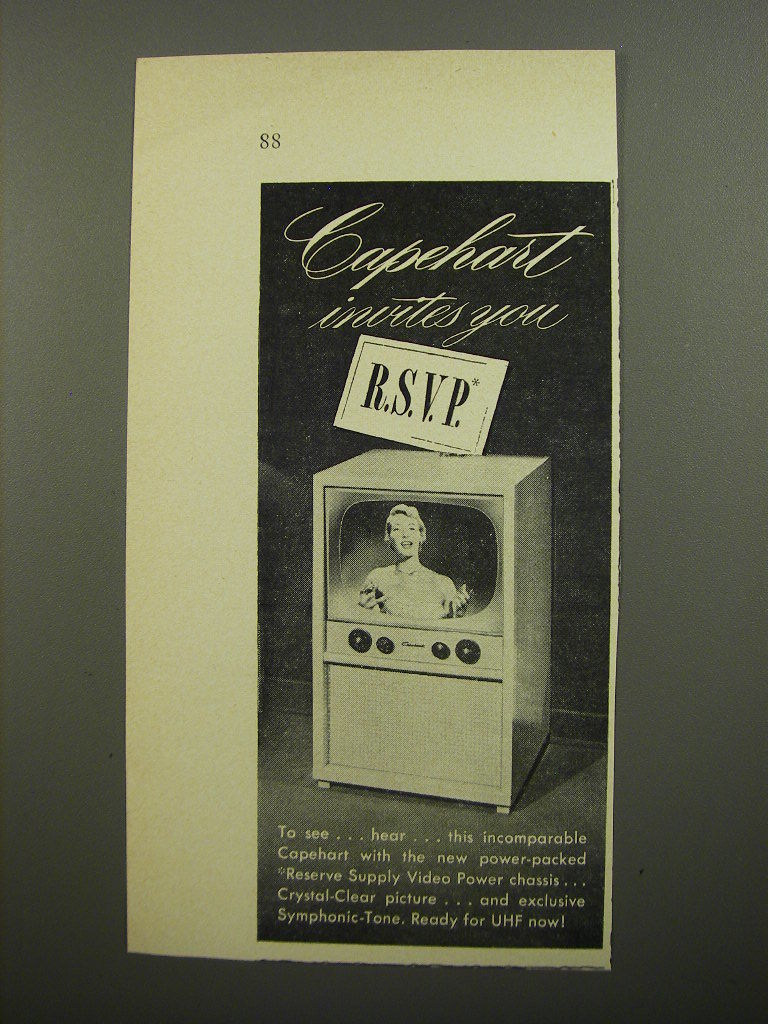 88
Capehart
invites you
R.S.V.P.*
Capehart
To see . . . hear . . . this incomparable
Capehart with the new power-packed
*Reserve Supply Video Power chassis . . .
Crystal-Clear picture . . . and exclusive
Symphonic-Tone. Ready for UHF now!